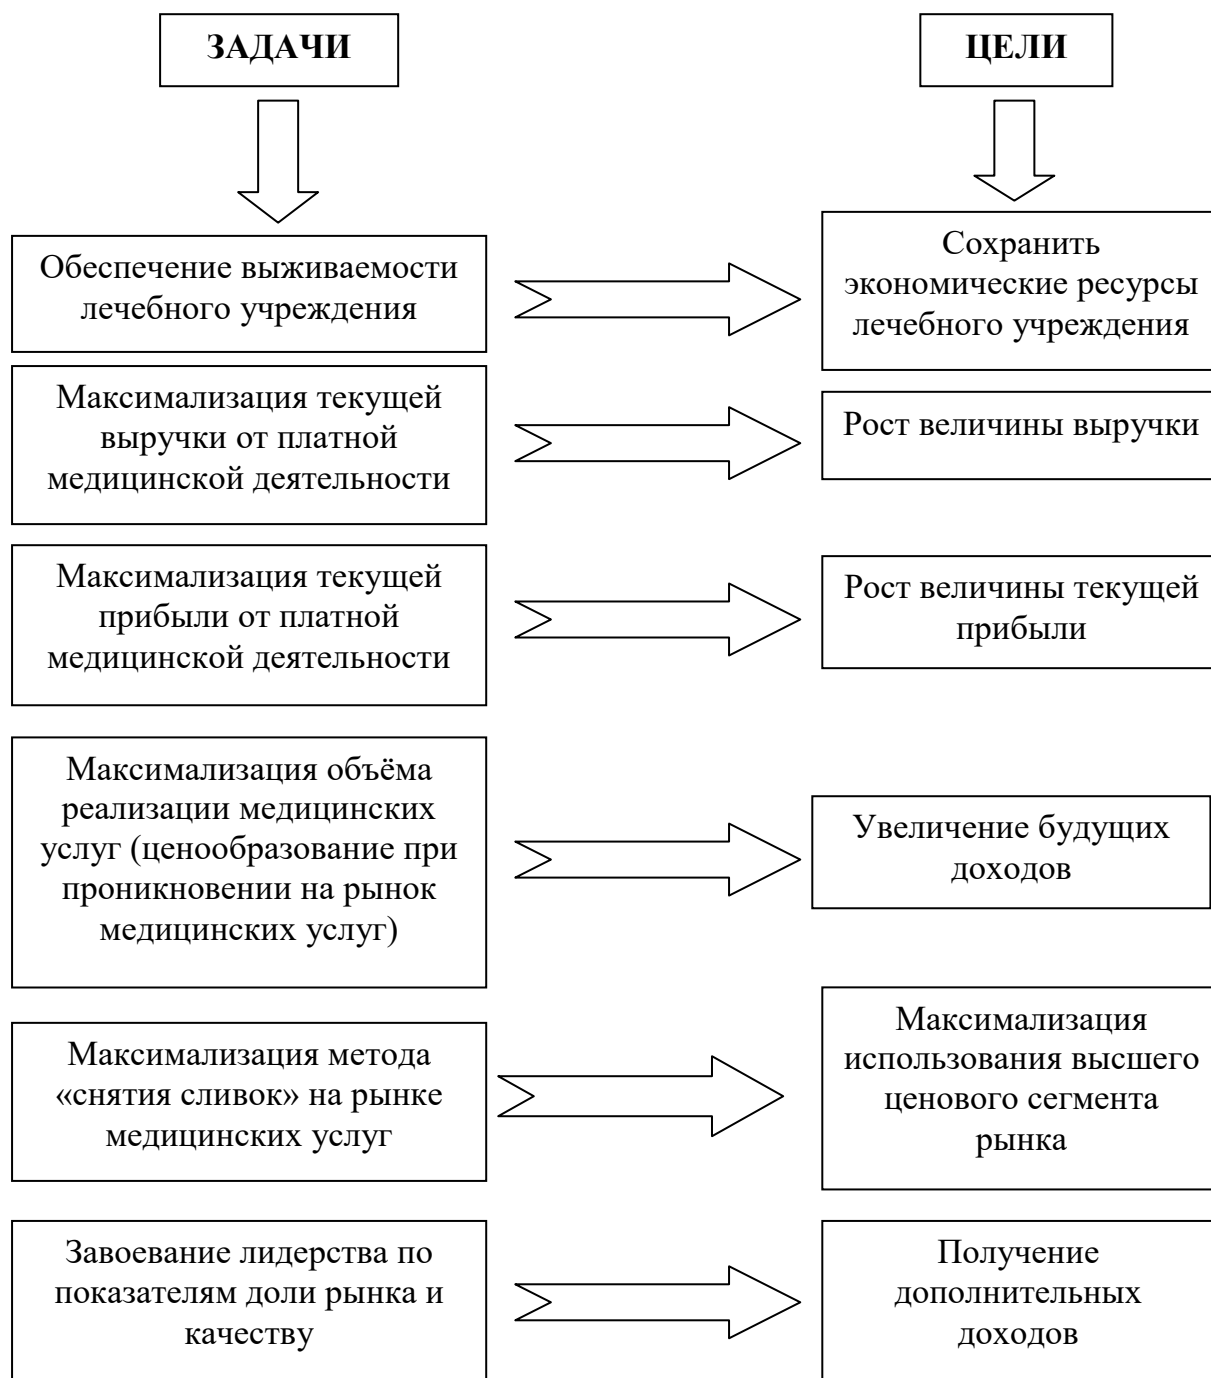 ЗАДАЧИ
ЦЕЛИ
Обеспечение выживаемости
лечебного учреждения
Сохранить
экономические ресурсы
лечебного учреждения
Максимализация текущей
выручки от платной
медицинской деятельности
Рост величины выручки
Максимализация текущей
прибыли от платной
медицинской деятельности
Рост величины текущей
прибыли
Максимализация объёма
реализации медицинских
услуг (ценообразование при
проникновении на рынок
медицинских услуг)
Увеличение будущих
доходов
Максимализация метода
«снятия сливок» на рынке
медицинских услуг
Максимализация
использования высшего
ценового сегмента
рынка
Завоевание лидерства по
показателям доли рынка и
качеству
Получение
дополнительных
доходов